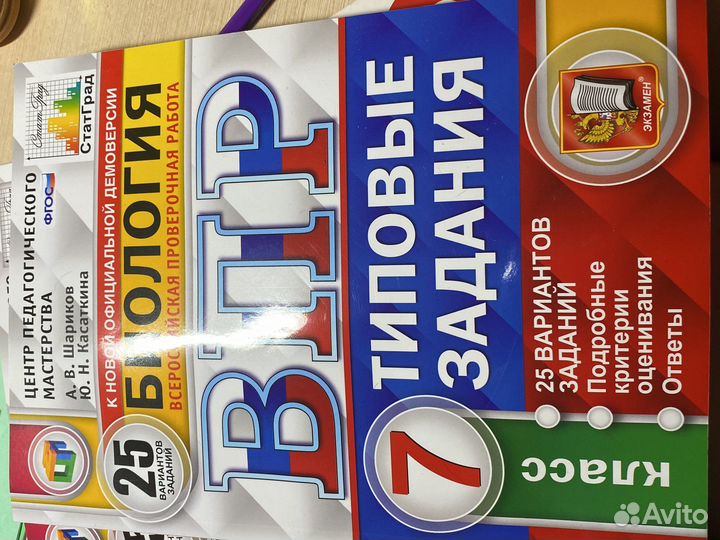 ЦЕНТР ПЕДАГОГИЧЕСКОГО
МАСТЕРСТВА
А. В. Шариков
Ю. Н. Касаткина
ФГОС
СтатГрад
СтатГрад
К НОВОЙ ОФИЦИАЛЬНОЙ ДЕМОВЕРСИИ
БИОЛОГИЯ
ВСЕРОССИЙСКАЯ ПРОВЕРОЧНАЯ РАБОТА
25
ВАРИАНТОВ
ЗАДАНИЙ
ВПР
ТИПОВЫЕ
ЗАДАНИЯ
7
класс
25 ВАРИАНТОВ
ЗАДАНИЙ
Подробные
критерии
оценивания
Ответы
ЭКЗАМЕН®
Avito